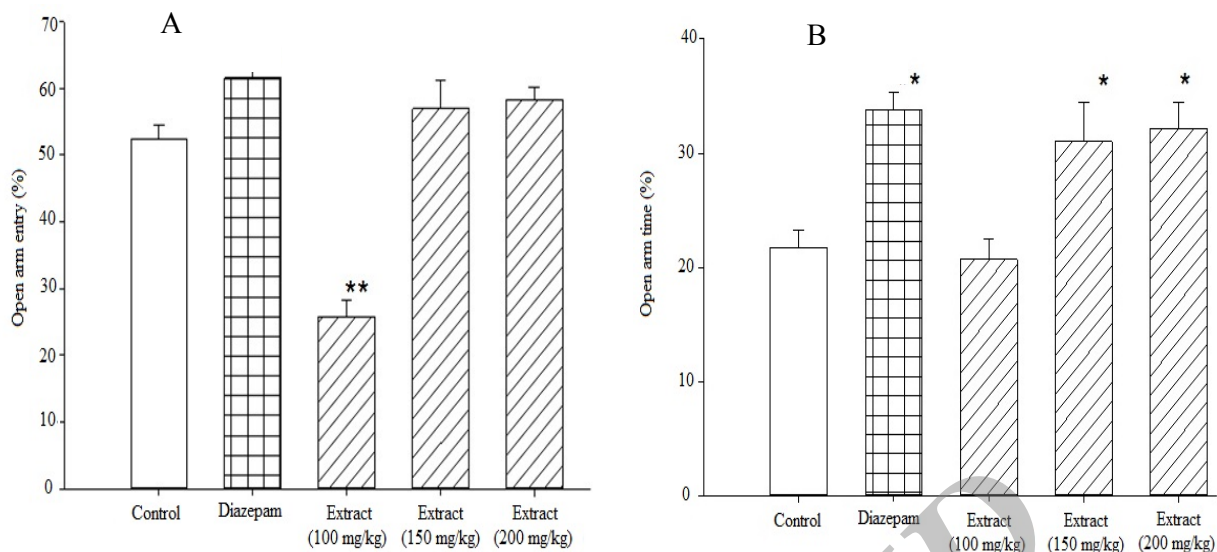 A
70
60
50
40
30
20
10
0
Open arm entry (%)
**
Control
Diazepam
Extract
(100 mg/kg)
Extract
(150 mg/kg)
Extract
(200 mg/kg)
B
40
30
20
10
0
Open arm time (%)
*
*
*
Control
Diazepam
Extract
(100 mg/kg)
Extract
(150 mg/kg)
Extract
(200 mg/kg)